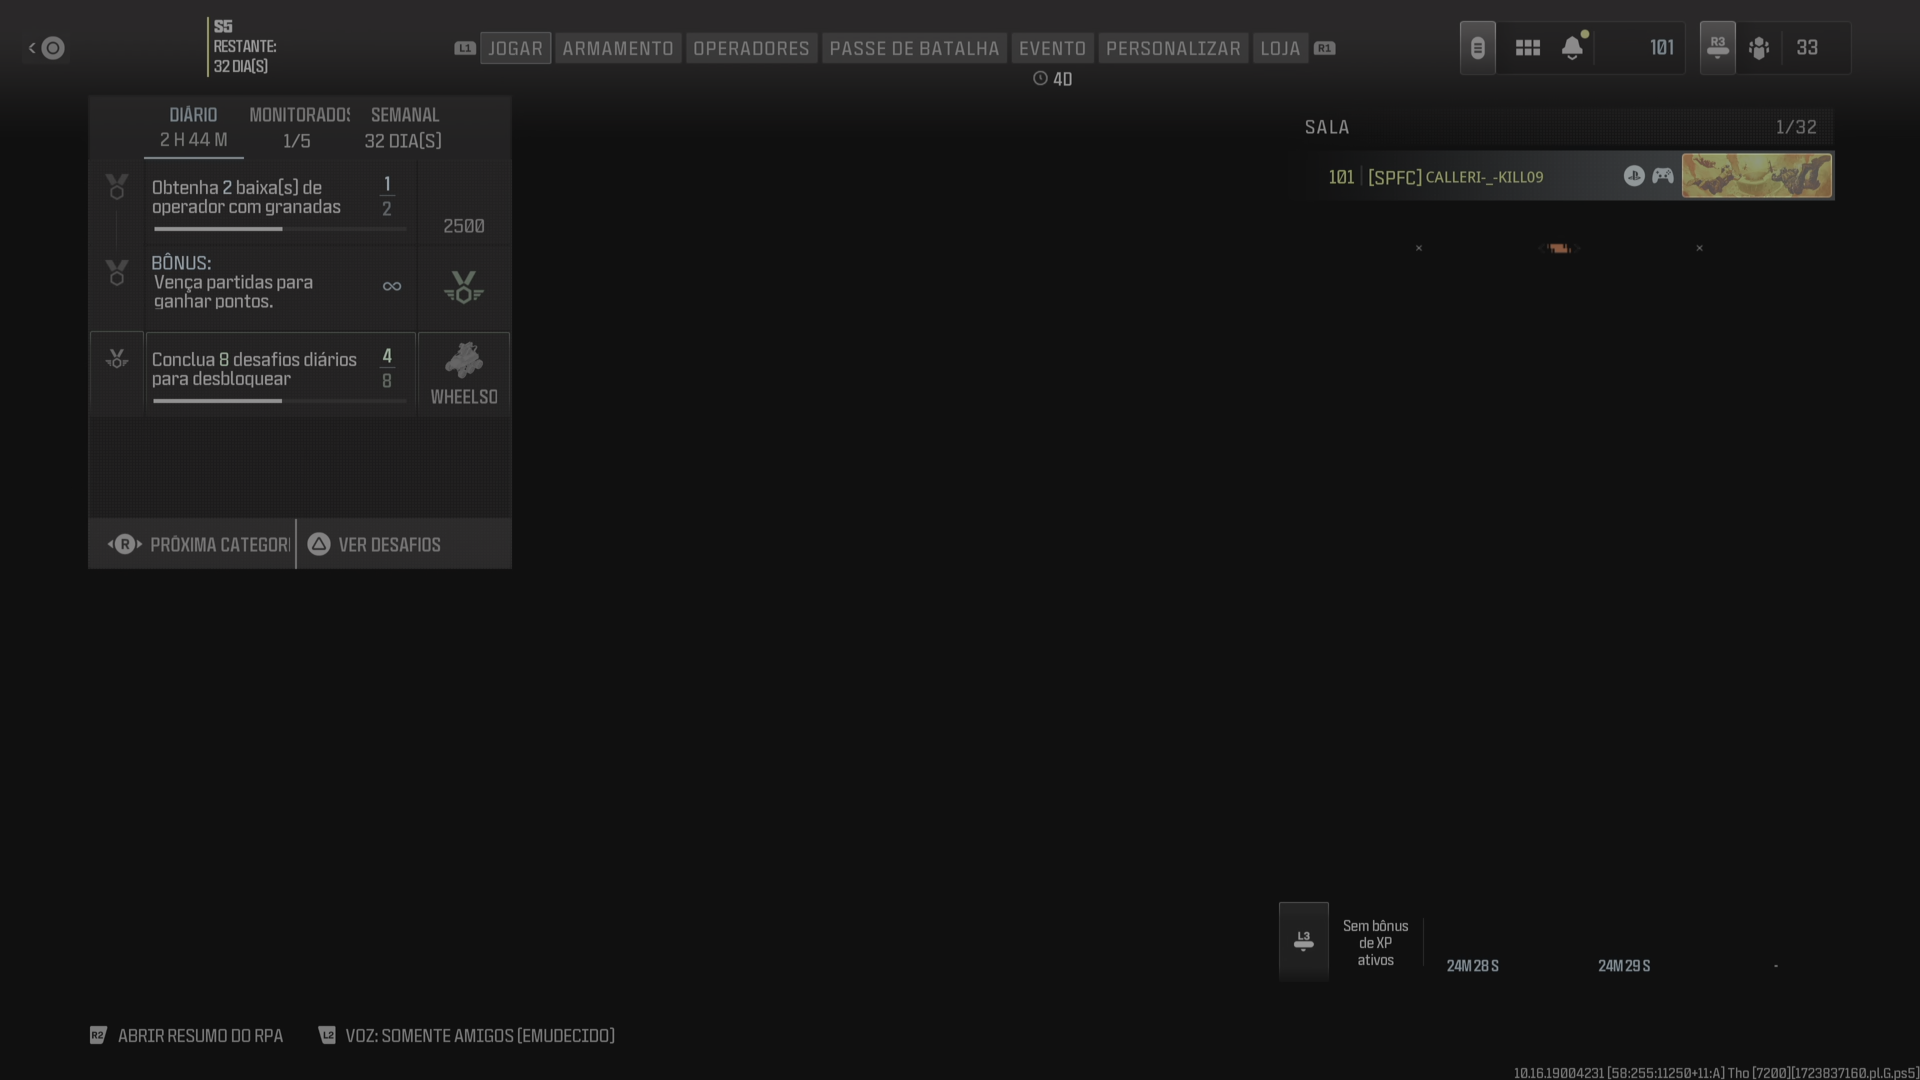 S5
RESTANTE:
32 DIA(S)
L1 JOGAR ARMAMENTO OPERADORES PASSE DE BATALHA EVENTO PERSONALIZAR LOJA R1
4D
101
R3
33
DIÁRIO
2 H 44 M
MONITORADOS
1/5
SEMANAL
32 DIA(S)
Obtenha 2 baixa(s) de
operador com granadas
1
2
2500
BÔNUS:
Vença partidas para
ganhar pontos.
∞
Conclua 8 desafios diários
para desbloquear
4
8
WHEELSO
R PRÓXIMA CATEGORI
VER DESAFIOS
SALA
1/32
101 [SPFC] CALLERI-_-KILL09
L3
Sem bônus
de XP
ativos
24M 28 S
24M 29 S
-
R2 ABRIR RESUMO DO RPA
L2 VOZ: SOMENTE AMIGOS (EMUDECIDO)
10.16.19004231 [58:255:11250+11:A] Tho [7200][1723837160.pl.G.ps5]